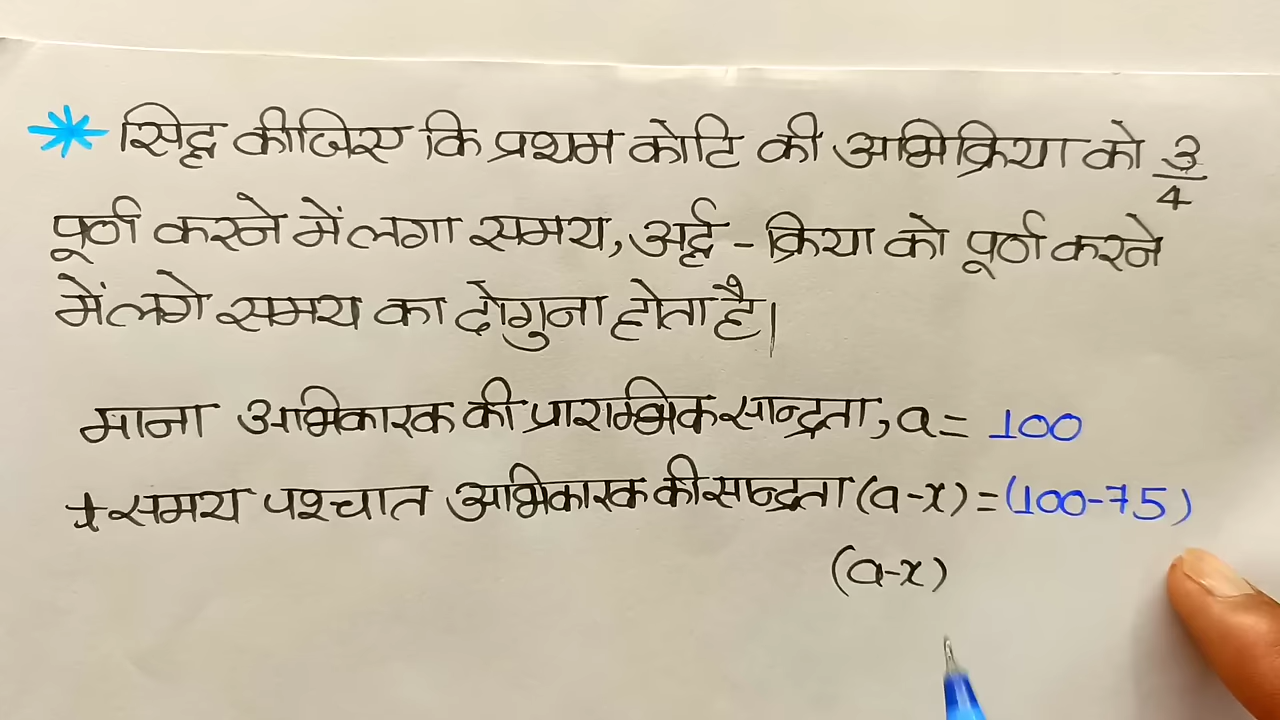 * सिद्ध कीजिए कि प्रथम कोटि की अभिक्रिया को 3/4
पूर्ण करने में लगा समय, अर्द्ध - क्रिया को पूर्ण करने
में लगे समय का दोगुना होता है।
माना अभिकारक की प्रारम्भिक सान्द्रता, a = 100
t समय पश्चात अभिकारक की सान्द्रता (a-x) = (100-75)
(a-x)